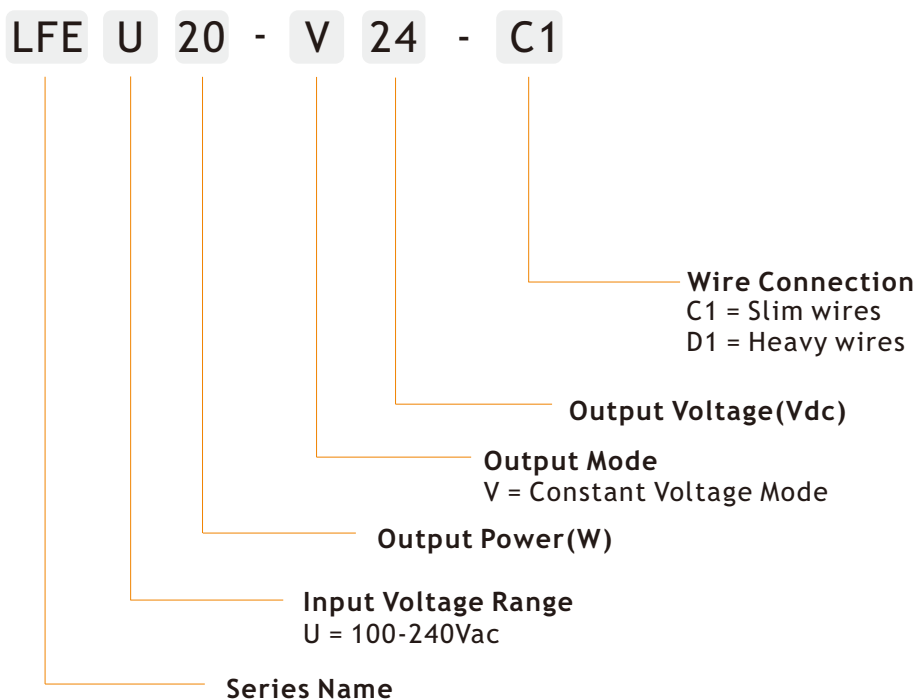 LFE U 20 - V 24 - C1
Wire Connection
C1 = Slim wires
D1 = Heavy wires
Output Voltage(Vdc)
Output Mode
V = Constant Voltage Mode
Output Power(W)
Input Voltage Range
U = 100-240Vac
Series Name